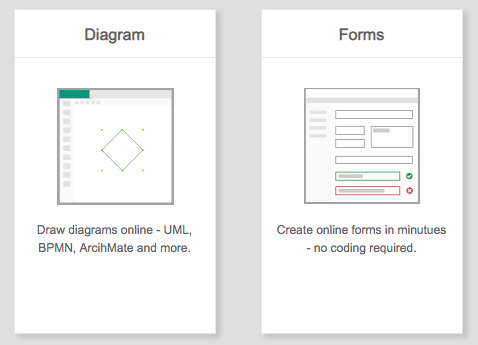 Diagram
Draw diagrams online - UML,
BPMN, ArcihMate and more.
Forms
Create online forms in minutues
- no coding required.